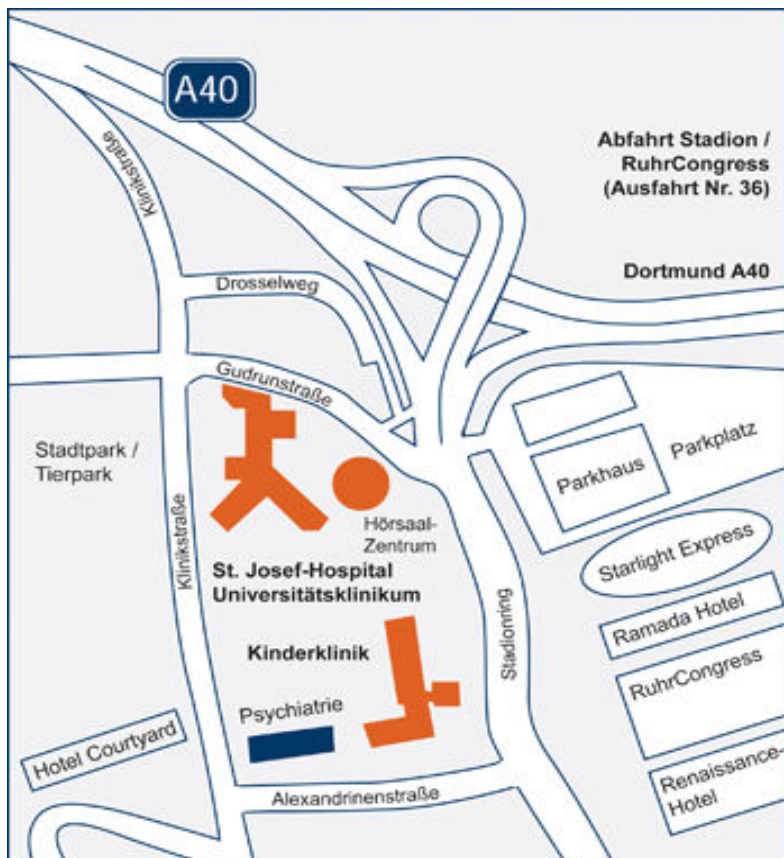 A40
Klinikstraße
Abfahrt Stadion /
RuhrCongress
(Ausfahrt Nr. 36)
Dortmund A40
Drosselweg
Gudrunstraße
Stadtpark /
Tierpark
Parkhaus
Parkplatz
Hörsaal-
Zentrum
Klinikstraße
Starlight Express
St. Josef-Hospital
Universitätsklinikum
Ramada Hotel
Stadionring
Kinderklinik
RuhrCongress
Psychiatrie
Hotel Courtyard
Renaissance-
Hotel
Alexandrinenstraße